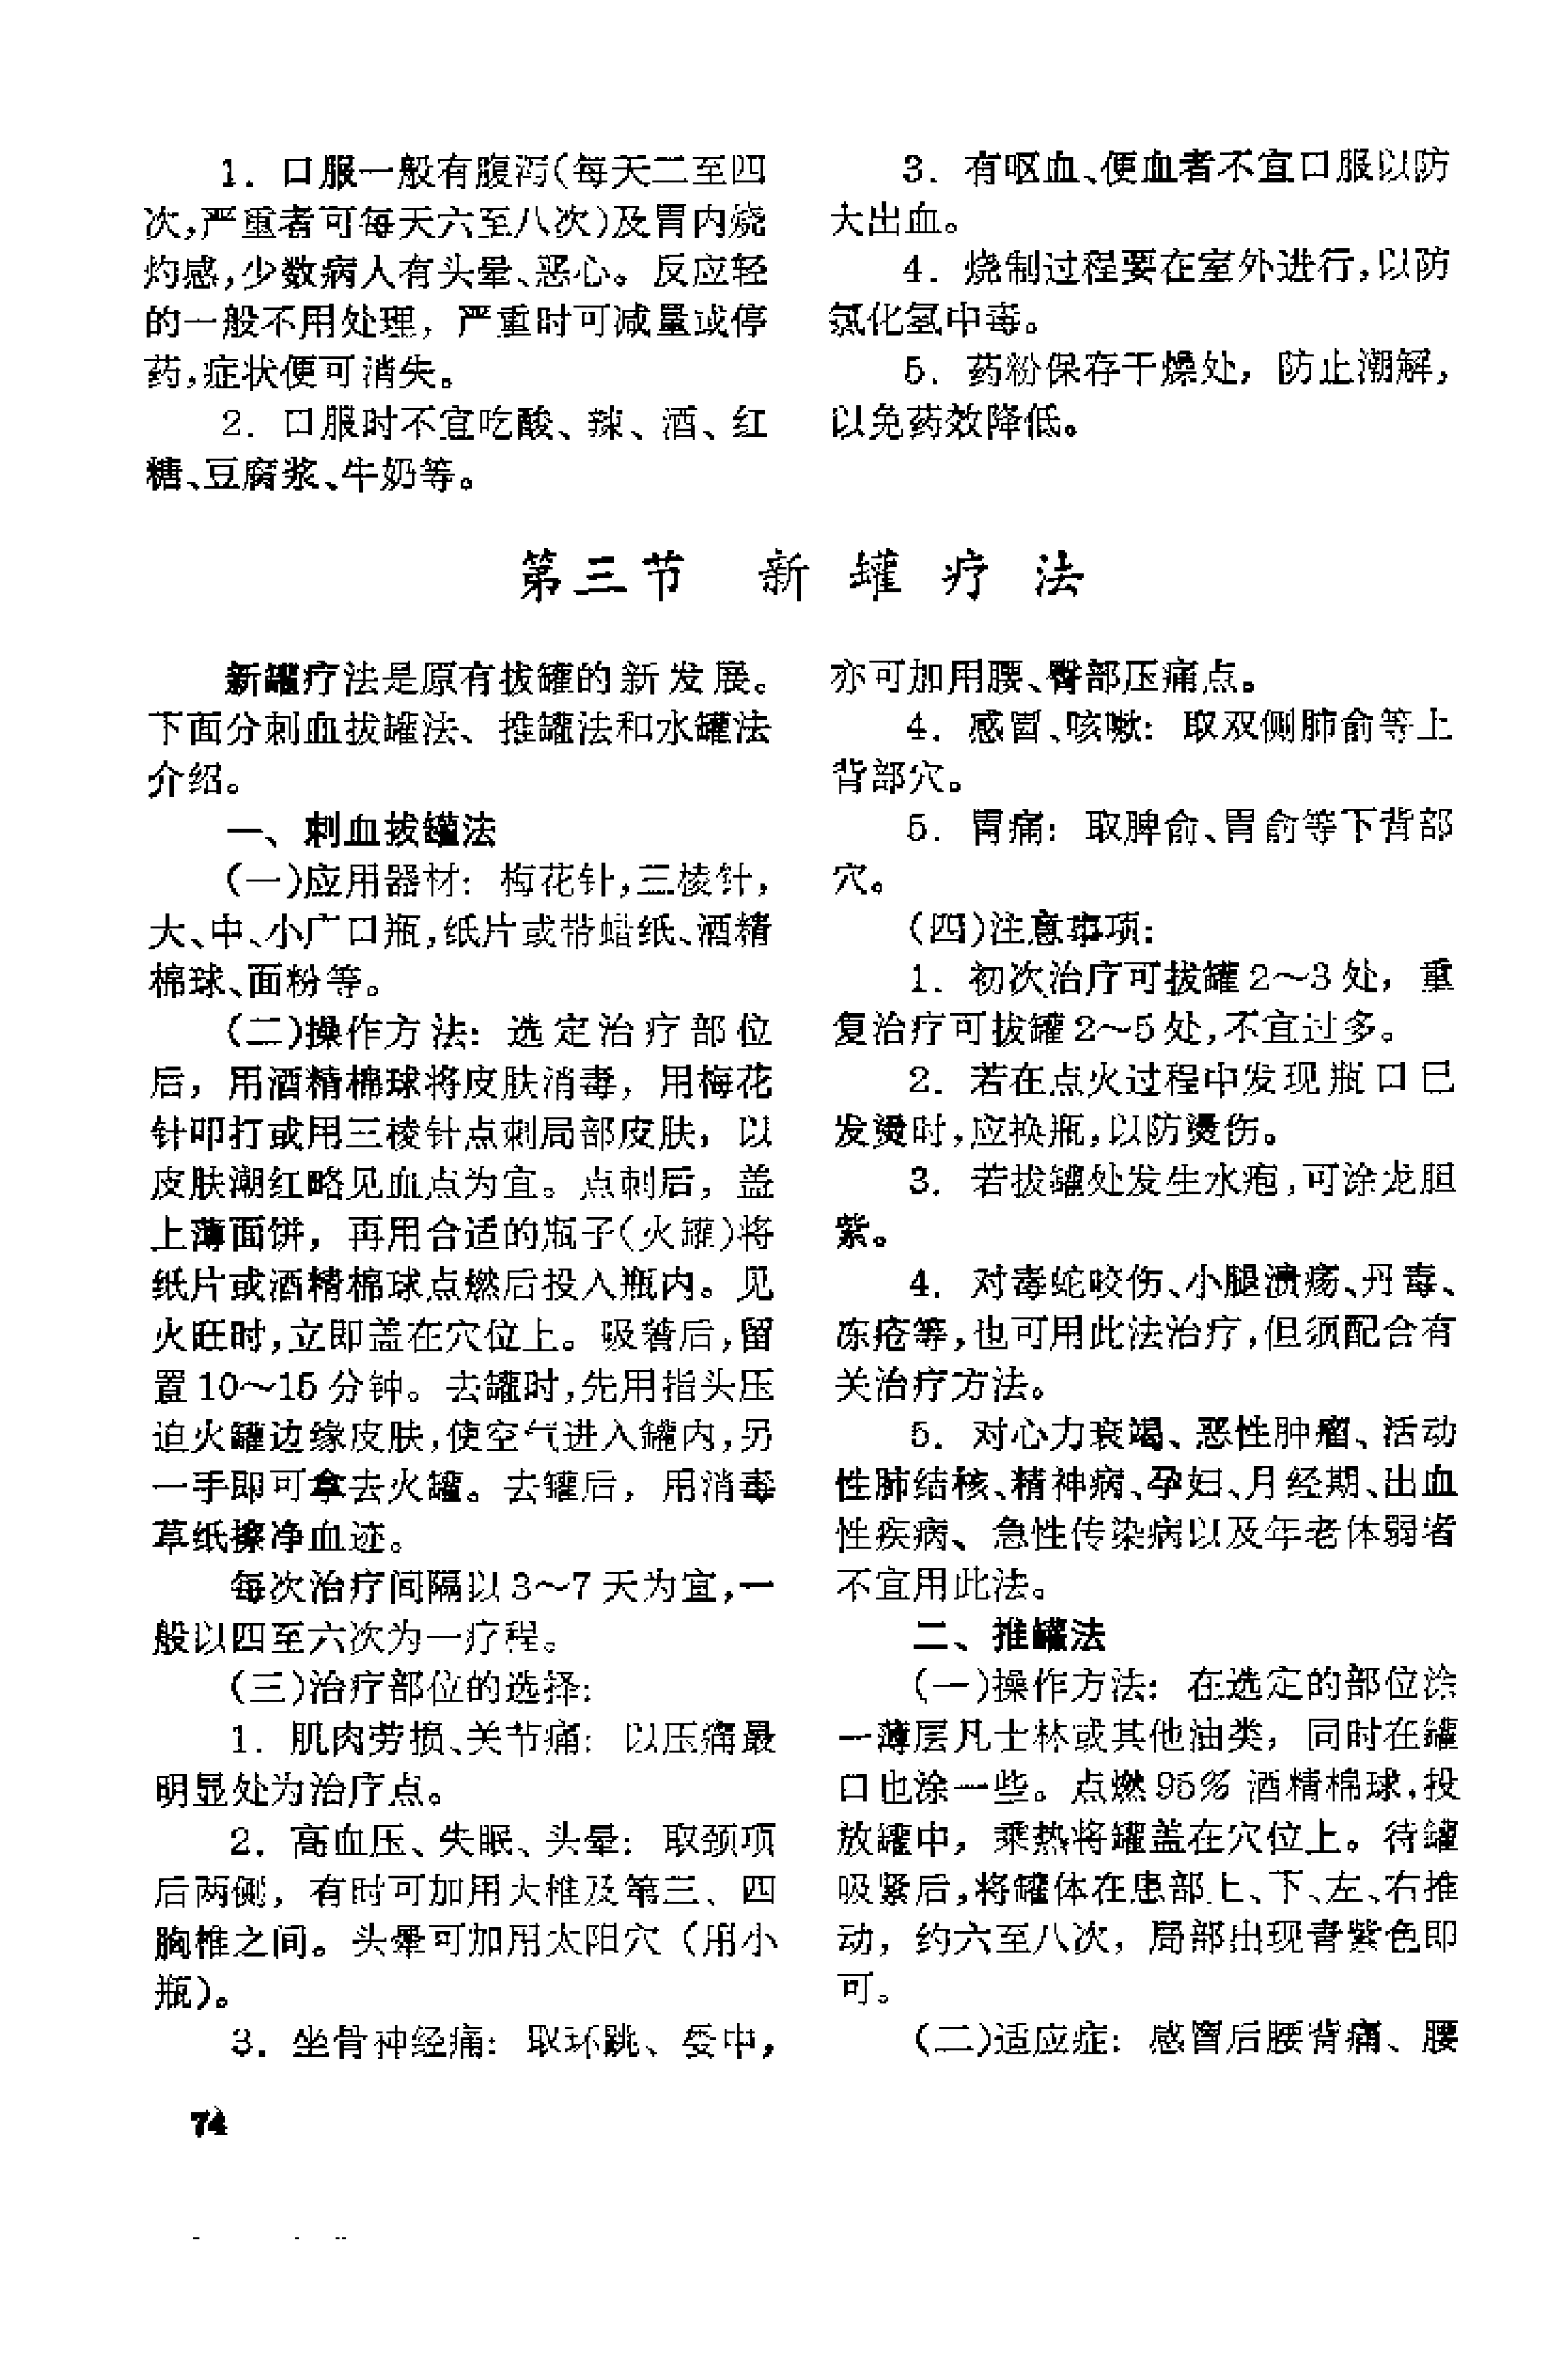 1. 口服一般有腹泻(每天二至四
次,严重者可每天六至八次)及胃内烧
灼感,少数病人有头晕、恶心。反应轻
的一般不用处理，严重时可减量或停
药,症状便可消失。
2. 口服时不宜吃酸、辣、酒、红
糖、豆腐浆、牛奶等。
3. 有呕血、便血者不宜口服以防
大出血。
4. 烧制过程要在室外进行,以防
氯化氢中毒。
5. 药粉保存干燥处，防止潮解，
以免药效降低。
第三节 新罐疗法
新罐疗法是原有拔罐的新发展。
下面分刺血拔罐法、推罐法和水罐法
介绍。
一、刺血拔罐法
(一)应用器材：梅花针,三棱针，
大、中、小广口瓶,纸片或带蜡纸、酒精
棉球、面粉等。
(二)操作方法：选定治疗部位
后，用酒精棉球将皮肤消毒，用梅花
针叩打或用三棱针点刺局部皮肤，以
皮肤潮红略见血点为宜。点刺后，盖
上薄面饼，再用合适的瓶子(火罐)将
纸片或酒精棉球点燃后投入瓶内。见
火旺时,立即盖在穴位上。吸着后,留
置10～15分钟。去罐时,先用指头压
迫火罐边缘皮肤,使空气进入罐内,另
一手即可拿去火罐。去罐后，用消毒
草纸擦净血迹。
每次治疗间隔以3～7天为宜,一
般以四至六次为一疗程。
(三)治疗部位的选择：
1. 肌肉劳损、关节痛：以压痛最
明显处为治疗点。
2. 高血压、失眠、头晕：取颈项
后两侧，有时可加用大椎及第三、四
胸椎之间。头晕可加用太阳穴(用小
瓶)。
3. 坐骨神经痛：取环跳、委中，
亦可加用腰、臀部压痛点。
4. 感冒、咳嗽：取双侧肺俞等上
背部穴。
5. 胃痛：取脾俞、胃俞等下背部
穴。
(四)注意事项：
1. 初次治疗可拔罐2～3处，重
复治疗可拔罐2～5处,不宜过多。
2. 若在点火过程中发现瓶口已
发烫时,应换瓶,以防烫伤。
3. 若拔罐处发生水疱,可涂龙胆
紫。
4. 对毒蛇咬伤、小腿溃疡、丹毒、
冻疮等,也可用此法治疗,但须配合有
关治疗方法。
5. 对心力衰竭、恶性肿瘤、活动
性肺结核、精神病、孕妇、月经期、出血
性疾病、急性传染病以及年老体弱者
不宜用此法。
二、推罐法
(一)操作方法：在选定的部位涂
一薄层凡士林或其他油类，同时在罐
口也涂一些。点燃95%酒精棉球,投
放罐中，乘热将罐盖在穴位上。待罐
吸紧后,将罐体在患部上、下、左、右推
动，约六至八次，局部出现青紫色即
可。
(二)适应症：感冒后腰背痛、腰
74